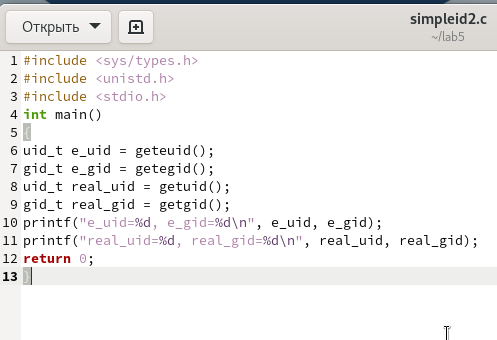 Открыть
simpleid2.c
~/lab5
1 #include <sys/types.h>
2 #include <unistd.h>
3 #include <stdio.h>
4 int main()
5 {
6 uid_t e_uid = geteuid();
7 gid_t e_gid = getegid();
8 uid_t real_uid = getuid();
9 gid_t real_gid = getgid();
10 printf("e_uid=%d, e_gid=%d\n", e_uid, e_gid);
11 printf("real_uid=%d, real_gid=%d\n", real_uid, real_gid);
12 return 0;
13 }